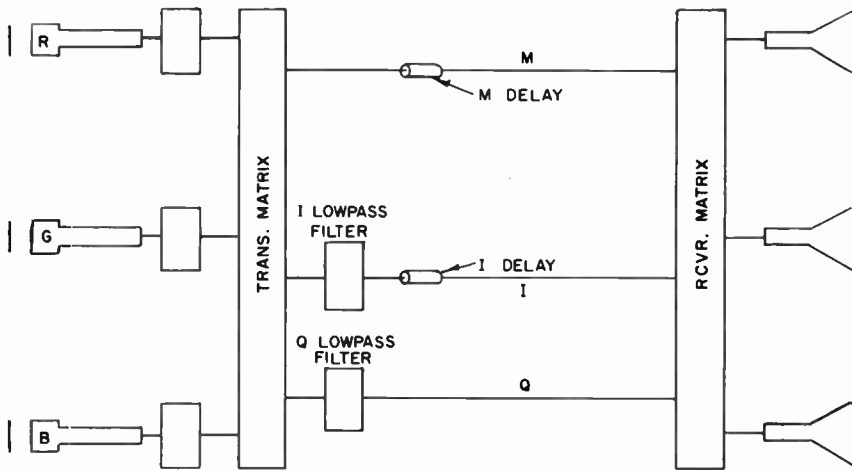 R
M
M DELAY
TRANS. MATRIX
RCVR. MATRIX
G
I LOWPASS
FILTER
I DELAY
I
Q LOWPASS
FILTER
Q
B